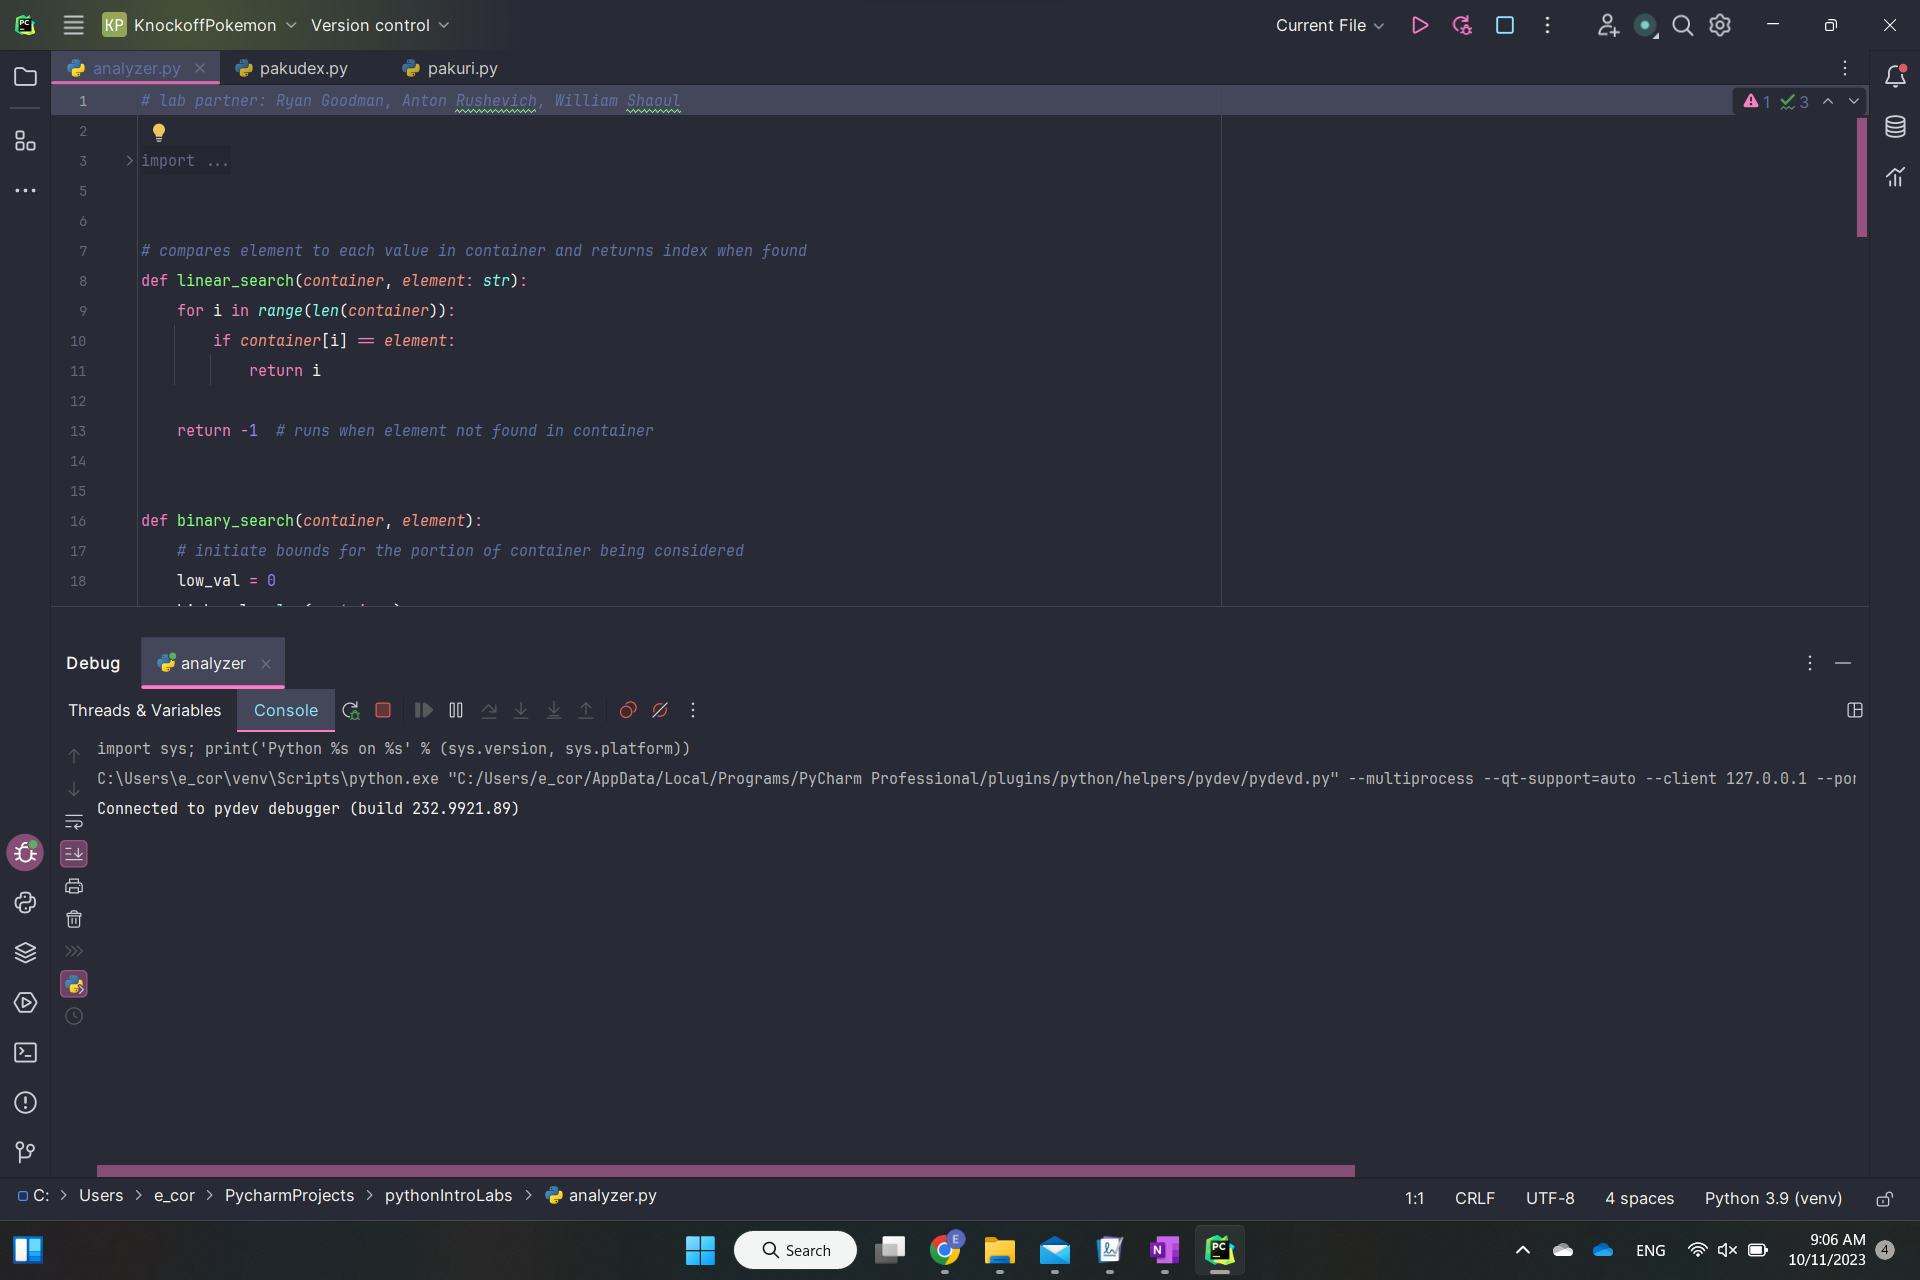 KP KnockoffPokemon Version control Current File
analyzer.py pakudex.py pakuri.py
1 # lab partner: Ryan Goodman, Anton Rushevich, William Shaoul 1 3
2
3 import ...
5
6
7 # compares element to each value in container and returns index when found
8 def linear_search(container, element: str):
9 for i in range(len(container)):
10 if container[i] == element:
11 return i
12
13 return -1 # runs when element not found in container
14
15
16 def binary_search(container, element):
17 # initiate bounds for the portion of container being considered
18 low_val = 0
Debug analyzer
Threads & Variables Console
import sys; print('Python %s on %s' % (sys.version, sys.platform))
C:\Users\e_cor\venv\Scripts\python.exe "C:/Users/e_cor/AppData/Local/Programs/PyCharm Professional/plugins/python/helpers/pydev/pydevd.py" --multiprocess --qt-support=auto --client 127.0.0.1 --por
Connected to pydev debugger (build 232.9921.89)
C: > Users > e_cor > PycharmProjects > pythonIntroLabs > analyzer.py 1:1 CRLF UTF-8 4 spaces Python 3.9 (venv)
Search E PC ENG 9:06 AM 4
10/11/2023